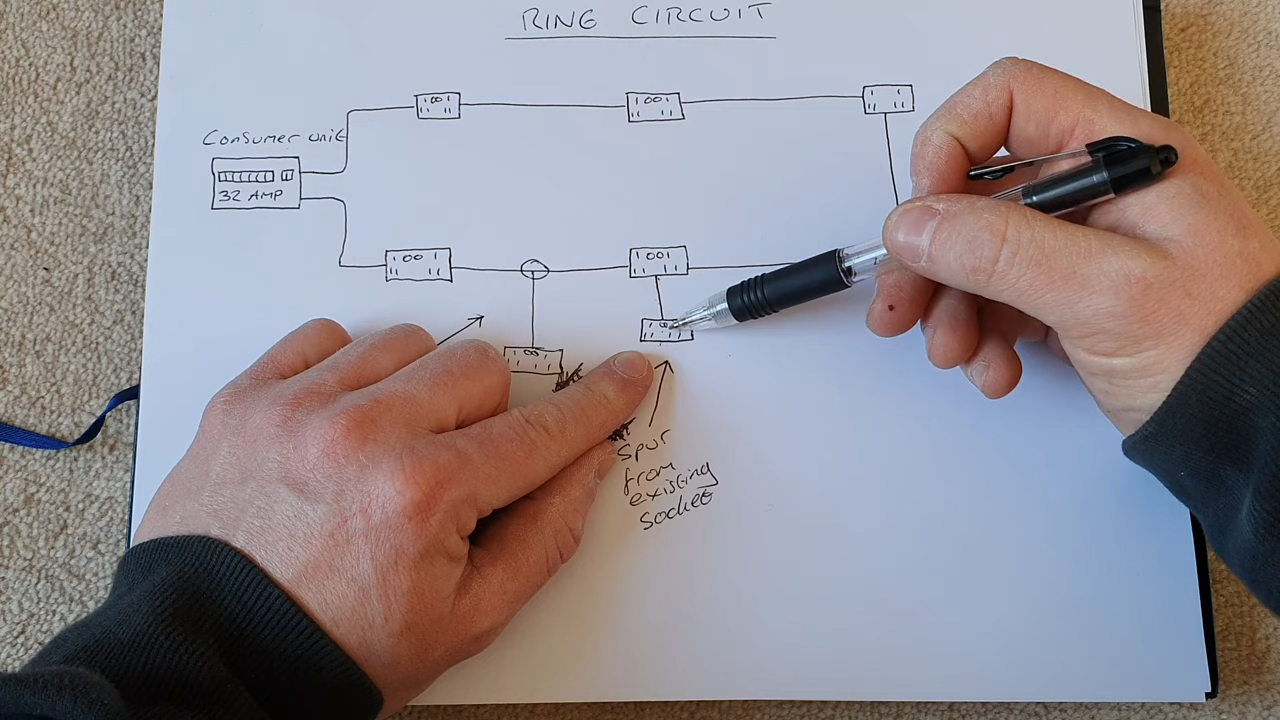 RING CIRCUIT
Consumer unit
32 AMP
Spur
from
existing
socket